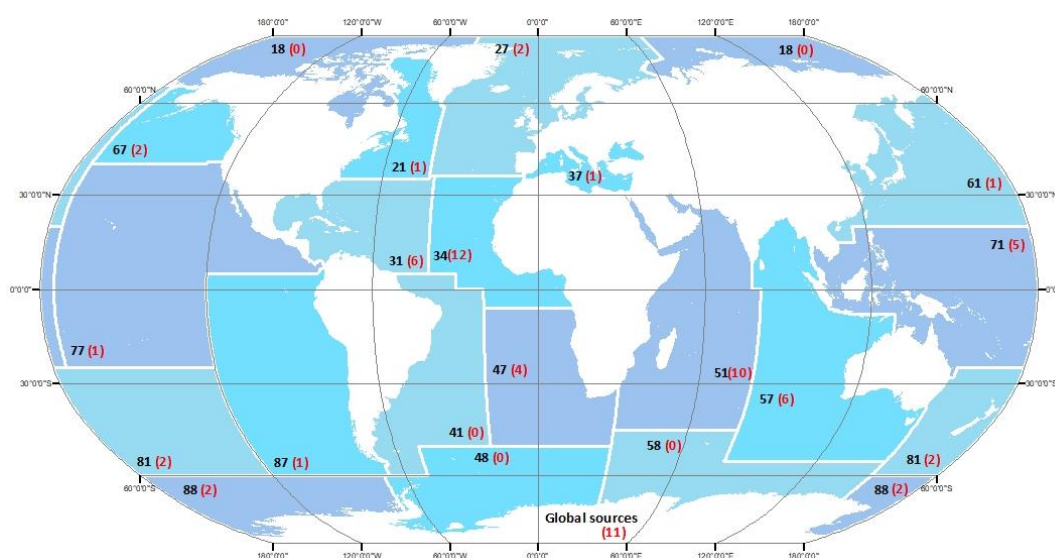 180°0'0" 120°0'0"W 60°0'0"W 0°0'0" 60°0'0"E 120°0'0"E 180°0'0"
18 (0) 27 (2) 18 (0)
60°0'0"N 60°0'0"N
67 (2)
21 (1) 37 (1) 61 (1)
30°0'0"N 30°0'0"N
31 (6) 34(12) 71 (5)
0°0'0" 0°0'0"
77 (1)
47 (4) 51(10)
30°0'0"S 30°0'0"S
57 (6)
41 (0) 58 (0)
81 (2) 87 (1) 48 (0) 81 (2)
60°0'0"S 60°0'0"S
88 (2) 88 (2)
Global sources
(11)
180°0'0" 120°0'0"W 60°0'0"W 0°0'0" 60°0'0"E 120°0'0"E 180°0'0"